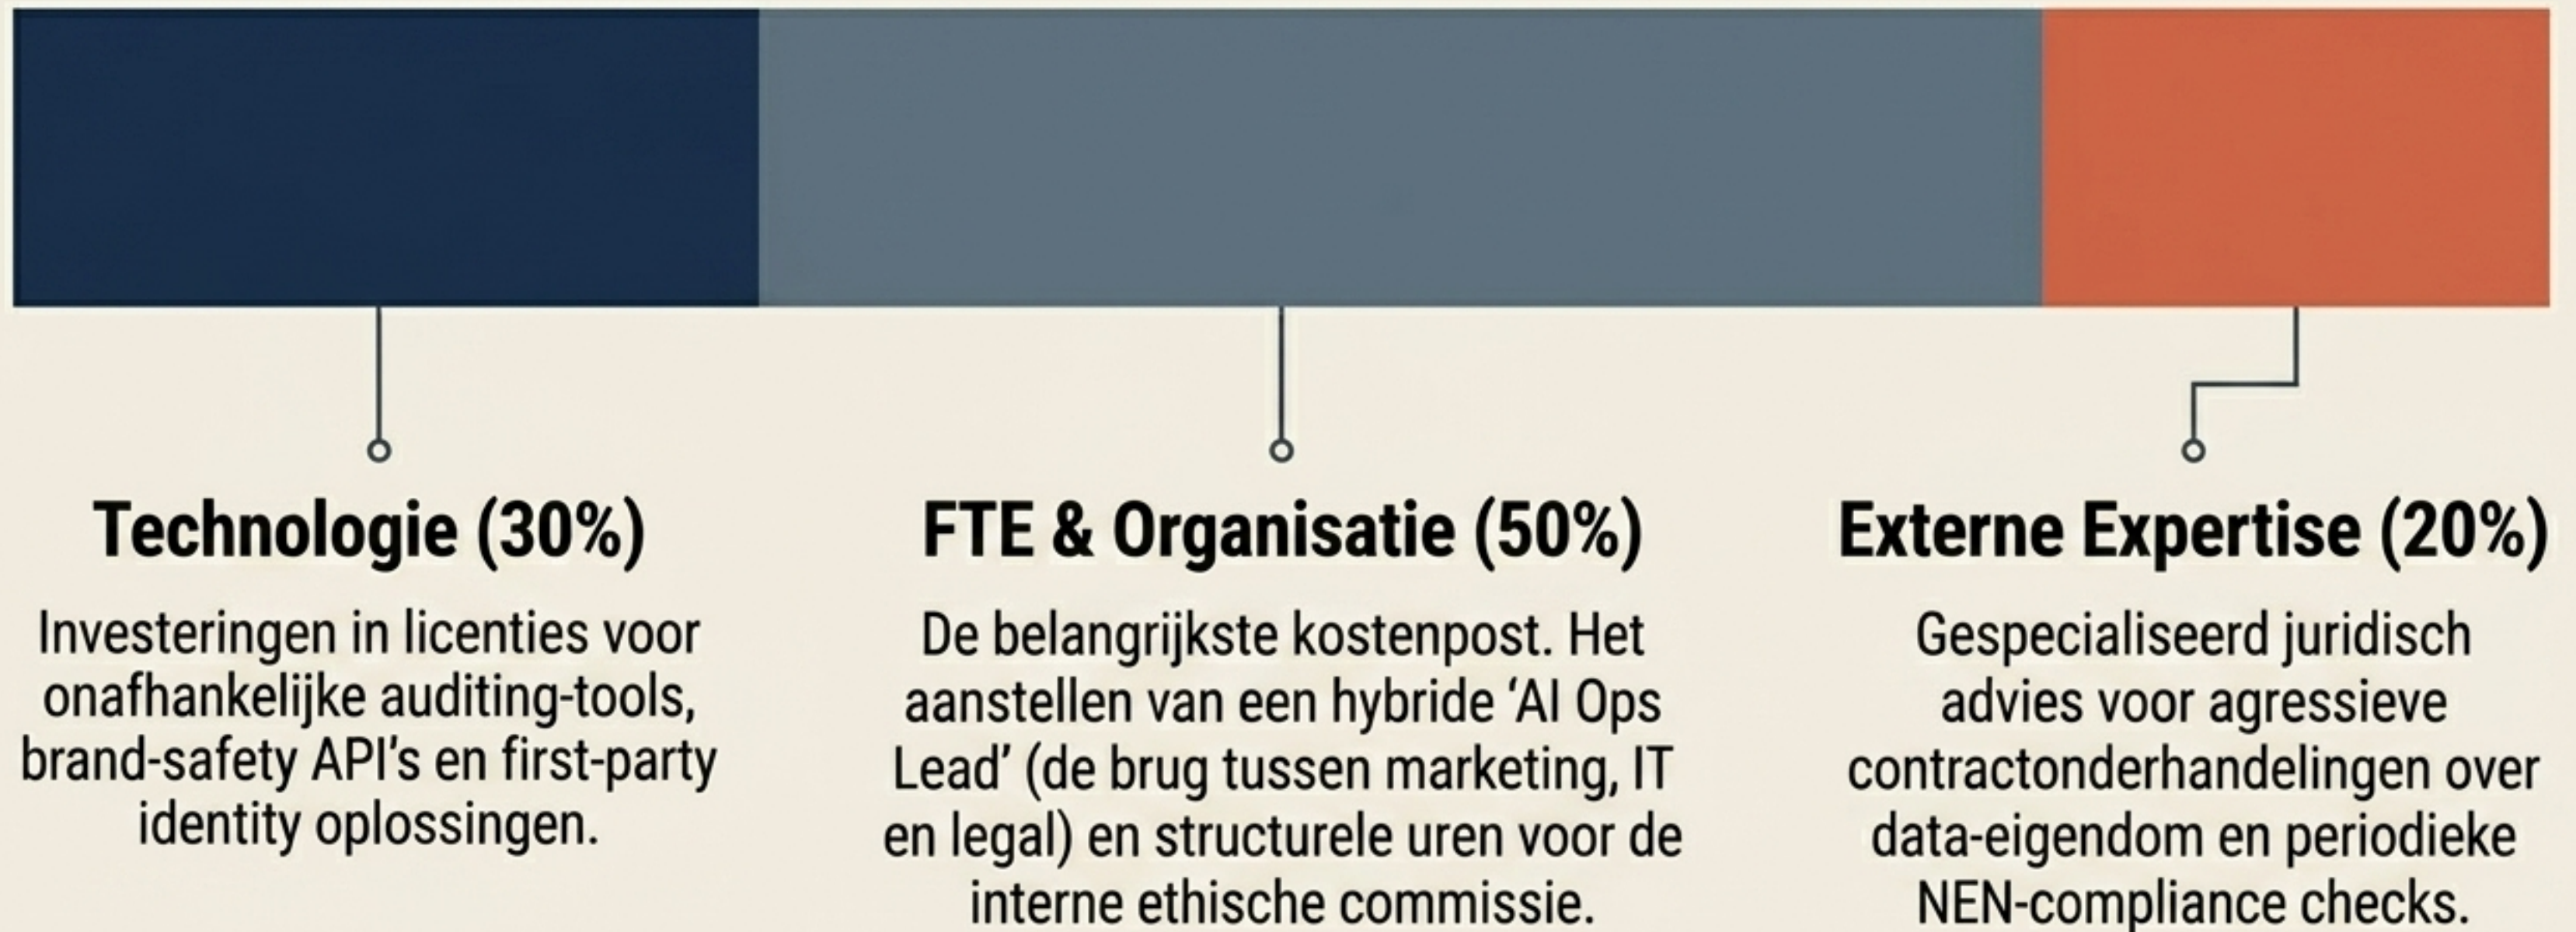 Technologie (30%)
Investeringen in licenties voor
onafhankelijke auditing-tools,
brand-safety API's en first-party
identity oplossingen.
FTE & Organisatie (50%)
De belangrijkste kostenpost. Het
aanstellen van een hybride ‘AI Ops
Lead’ (de brug tussen marketing, IT
en legal) en structurele uren voor de
interne ethische commissie.
Externe Expertise (20%)
Gespecialiseerd juridisch
advies voor agressieve
contractonderhandelingen over
data-eigendom en periodieke
NEN-compliance checks.